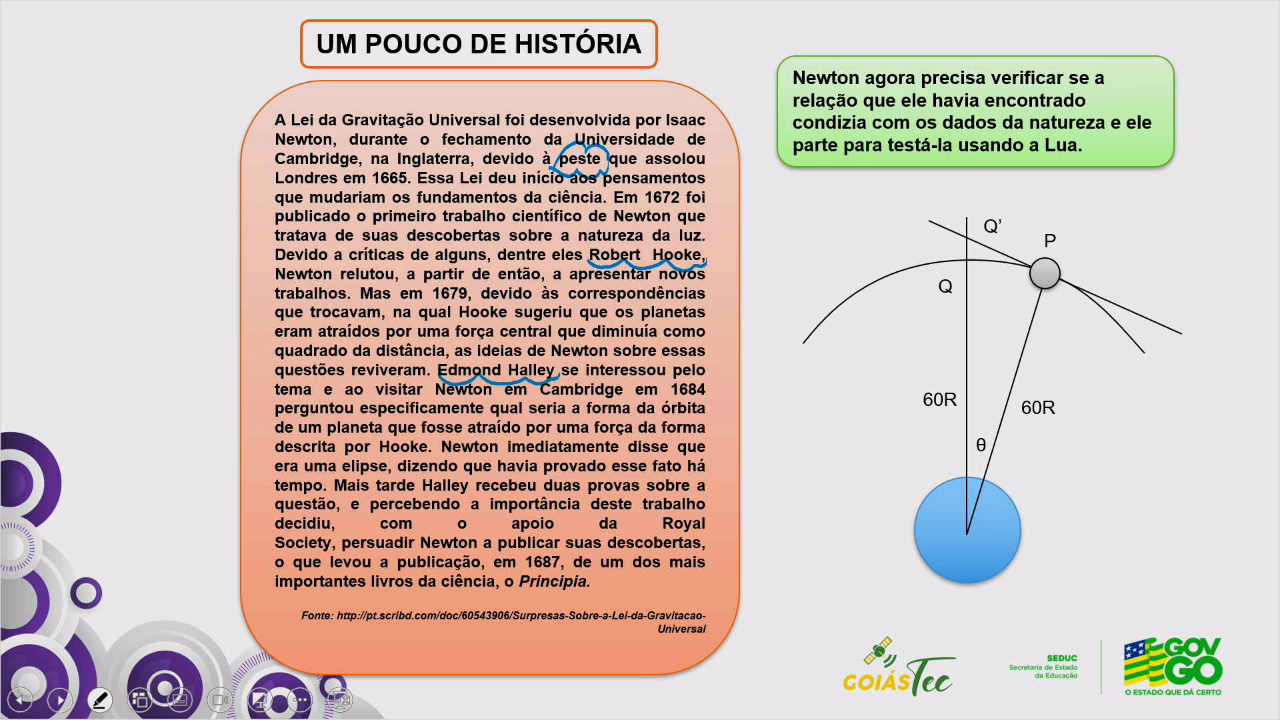 UM POUCO DE HISTÓRIA
A Lei da Gravitação Universal foi desenvolvida por Isaac
Newton, durante o fechamento da Universidade de
Cambridge, na Inglaterra, devido à peste que assolou
Londres em 1665. Essa Lei deu início aos pensamentos
que mudariam os fundamentos da ciência. Em 1672 foi
publicado o primeiro trabalho científico de Newton que
tratava de suas descobertas sobre a natureza da luz.
Devido a críticas de alguns, dentre eles Robert Hooke,
Newton relutou, a partir de então, a apresentar novos
trabalhos. Mas em 1679, devido às correspondências
que trocavam, na qual Hooke sugeriu que os planetas
eram atraídos por uma força central que diminuía como
quadrado da distância, as ideias de Newton sobre essas
questões reviveram. Edmond Halley se interessou pelo
tema e ao visitar Newton em Cambridge em 1684
perguntou especificamente qual seria a forma da órbita
de um planeta que fosse atraído por uma força da forma
descrita por Hooke. Newton imediatamente disse que
era uma elipse, dizendo que havia provado esse fato há
tempo. Mais tarde Halley recebeu duas provas sobre a
questão, e percebendo a importância deste trabalho
decidiu, com o apoio da Royal
Society, persuadir Newton a publicar suas descobertas,
o que levou a publicação, em 1687, de um dos mais
importantes livros da ciência, o Principia.
Fonte: http://pt.scribd.com/doc/60543906/Surpresas-Sobre-a-Lei-da-Gravitacao-
Universal
Newton agora precisa verificar se a
relação que ele havia encontrado
condizia com os dados da natureza e ele
parte para testá-la usando a Lua.
Q’
P
Q
60R
60R
θ
GOIÁSTec
SEDUC
Secretaria de Estado
da Educação
GOV
GO
O ESTADO QUE DÁ CERTO